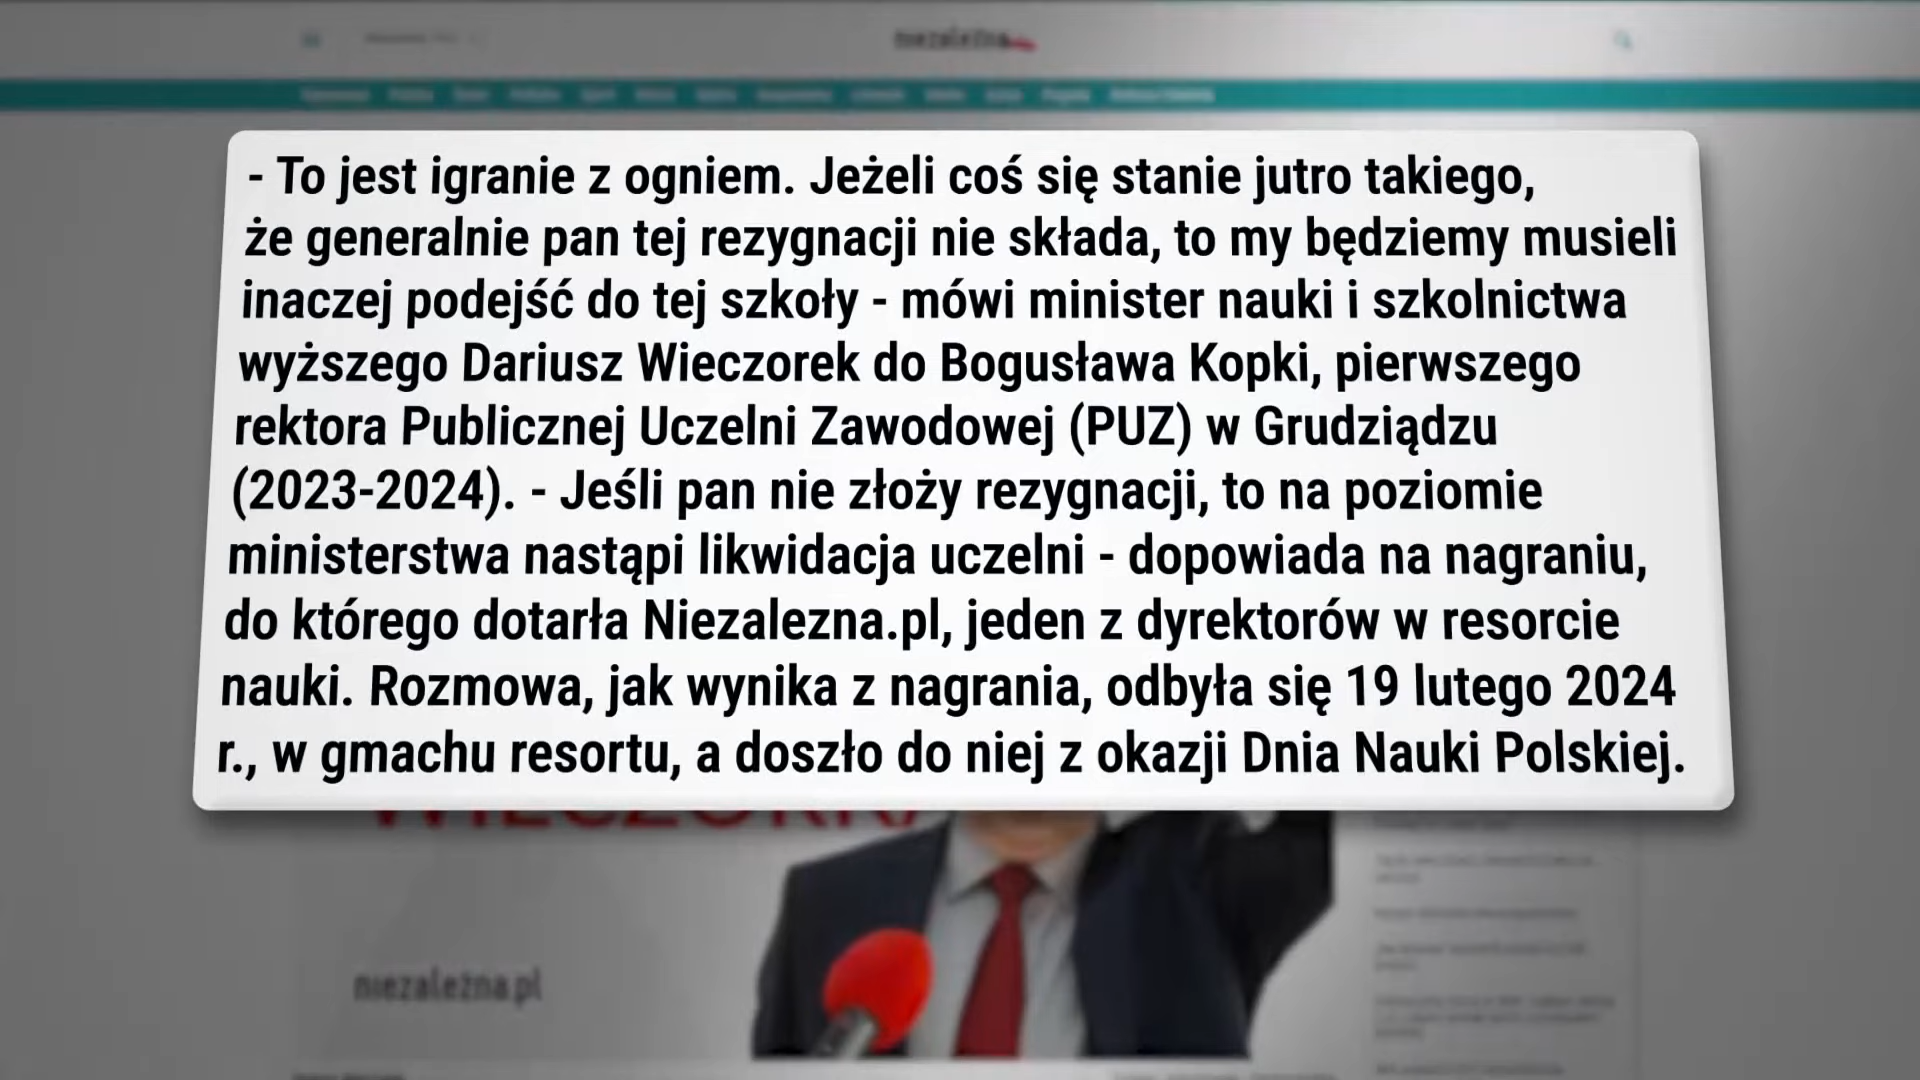 niezależna
- To jest igranie z ogniem. Jeżeli coś się stanie jutro takiego,
że generalnie pan tej rezygnacji nie składa, to my będziemy musieli
inaczej podejść do tej szkoły - mówi minister nauki i szkolnictwa
wyższego Dariusz Wieczorek do Bogusława Kopki, pierwszego
rektora Publicznej Uczelni Zawodowej (PUZ) w Grudziądzu
(2023-2024). - Jeśli pan nie złoży rezygnacji, to na poziomie
ministerstwa nastąpi likwidacja uczelni - dopowiada na nagraniu,
do którego dotarła Niezalezna.pl, jeden z dyrektorów w resorcie
nauki. Rozmowa, jak wynika z nagrania, odbyła się 19 lutego 2024
r., w gmachu resortu, a doszło do niej z okazji Dnia Nauki Polskiej.
niezależna.pl